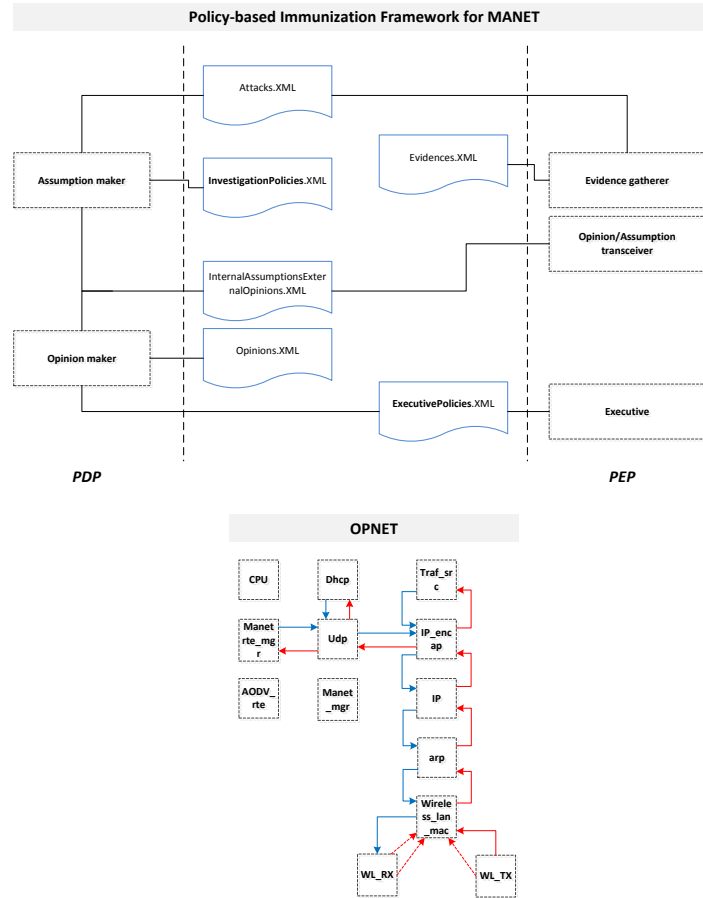 Policy-based Immunization Framework for MANET
Attacks.XML
Evidences.XML
Assumption maker
InvestigationPolicies.XML
Evidence gatherer
Opinion/Assumption
transceiver
InternalAssumptionsExter
nalOpinions.XML
Opinion maker
Opinions.XML
ExecutivePolicies.XML
Executive
PDP
PEP
OPNET
CPU
Dhcp
Traf_sr
c
Manet
rte_mg
r
Udp
IP_enc
ap
AODV_
rte
Manet
_mgr
IP
arp
Wirele
ss_lan
_mac
WL_RX
WL_TX